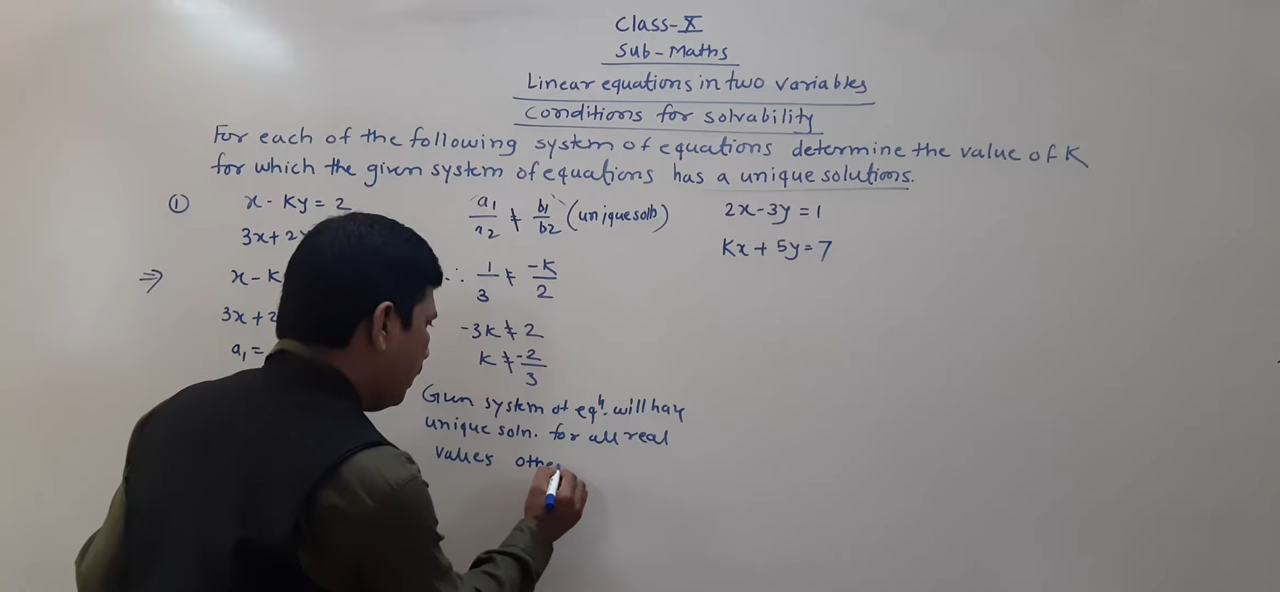 Class-X
Sub-Maths
Linear equations in two variables
Conditions for solvability
For each of the following system of equations determine the value of K
for which the given system of equations has a unique solutions.
① x - Ky = 2
3x + 2y
⇒ x - K
3x + 2
a₁ =
a₁/a₂ ≠ b₁/b₂ (unique soln)
∴ 1/3 ≠ -K/2
-3K ≠ 2
K ≠ -2/3
Given system of eqⁿ. will have
unique soln. for all real
values othe
2x - 3y = 1
Kx + 5y = 7